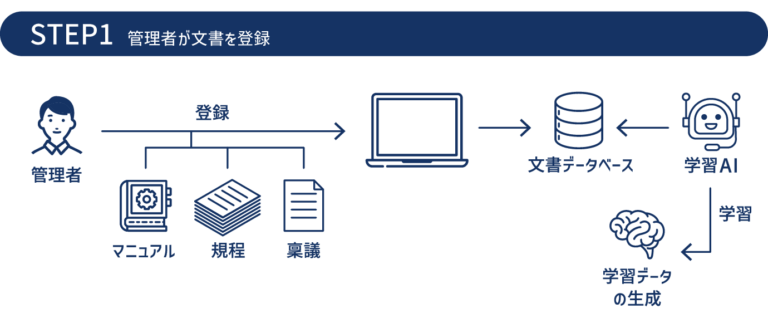 STEP1 管理者が文書を登録
登録
管理者
マニュアル
規程
稟議
文書データベース
学習AI
学習
学習データ
の生成